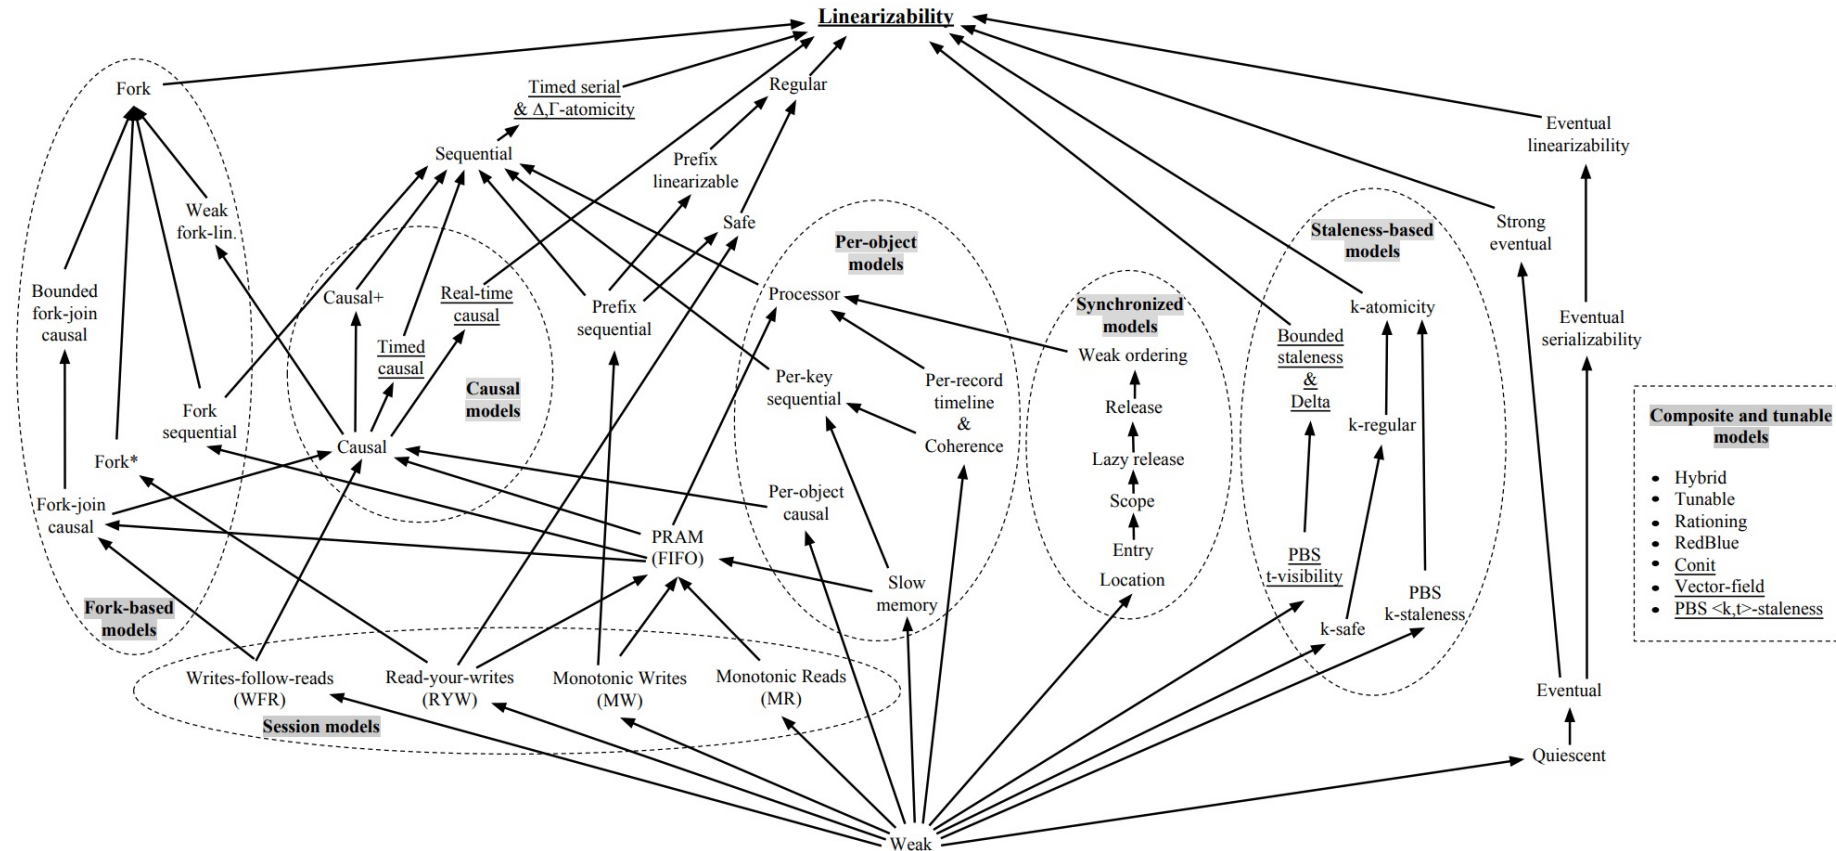 Linearizability
Fork
Timed serial
& Δ,Γ-atomicity
Regular
Eventual
linearizability
Sequential
Prefix
linearizable
Weak
fork-lin.
Safe
Strong
eventual
Staleness-based
models
Per-object
models
Bounded
fork-join
causal
Causal+
Real-time
causal
Prefix
sequential
Processor
Synchronized
models
k-atomicity
Eventual
serializability
Timed
causal
Weak ordering
Bounded
staleness
&
Delta
Causal
models
Per-key
sequential
Per-record
timeline
&
Coherence
Release
k-regular
Fork
sequential
Composite and tunable
models
Causal
Fork*
Lazy release
Hybrid
Tunable
Rationing
RedBlue
Conit
Vector-field
PBS <k,t>-staleness
Fork-join
causal
Per-object
causal
Scope
PRAM
(FIFO)
Entry
Location
PBS
t-visibility
Slow
memory
PBS
k-staleness
k-safe
Fork-based
models
Writes-follow-reads
(WFR)
Read-your-writes
(RYW)
Monotonic Writes
(MW)
Monotonic Reads
(MR)
Eventual
Session models
Quiescent
Weak